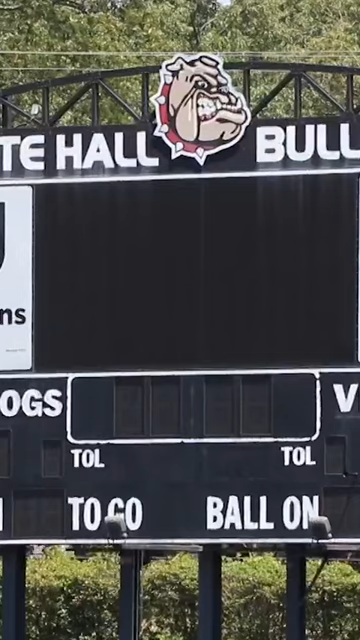 TE HALL BULL
ns
OGS V
TOL TOL
TO GO BALL ON